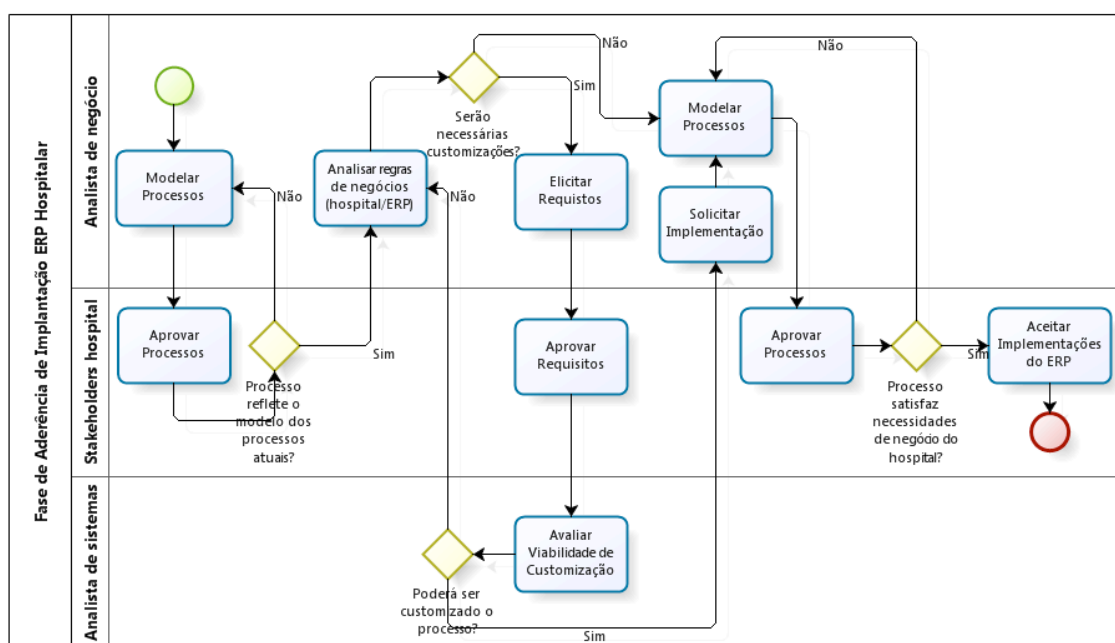 Fase de Aderência de Implantação ERP Hospitalar
Analista de negócio
Modelar
Processos
Não
Analisar regras
de negócios
(hospital/ERP)
Serão
necessárias
customizações?
Não
Sim
Não
Elicitar
Requistos
Modelar
Processos
Solicitar
Implementação
Não
Stakeholders hospital
Aprovar
Processos
Processo
reflete o
modelo dos
processos
atuais?
Sim
Aprovar
Requisitos
Aprovar
Processos
Processo
satisfaz
necessidades
de negócio do
hospital?
Sim
Aceitar
Implementações
do ERP
Analista de sistemas
Poderá ser
customizado o
processo?
Avaliar
Viabilidade de
Customização
Sim